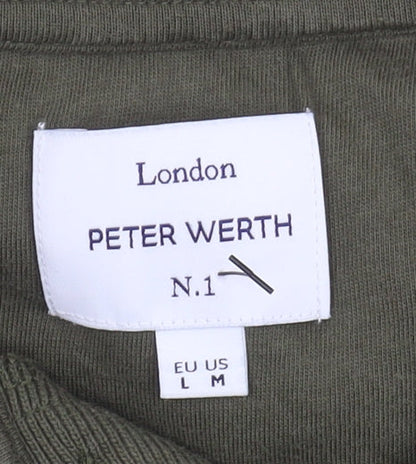 London
PETER WERTH
N.1
EU US
L M